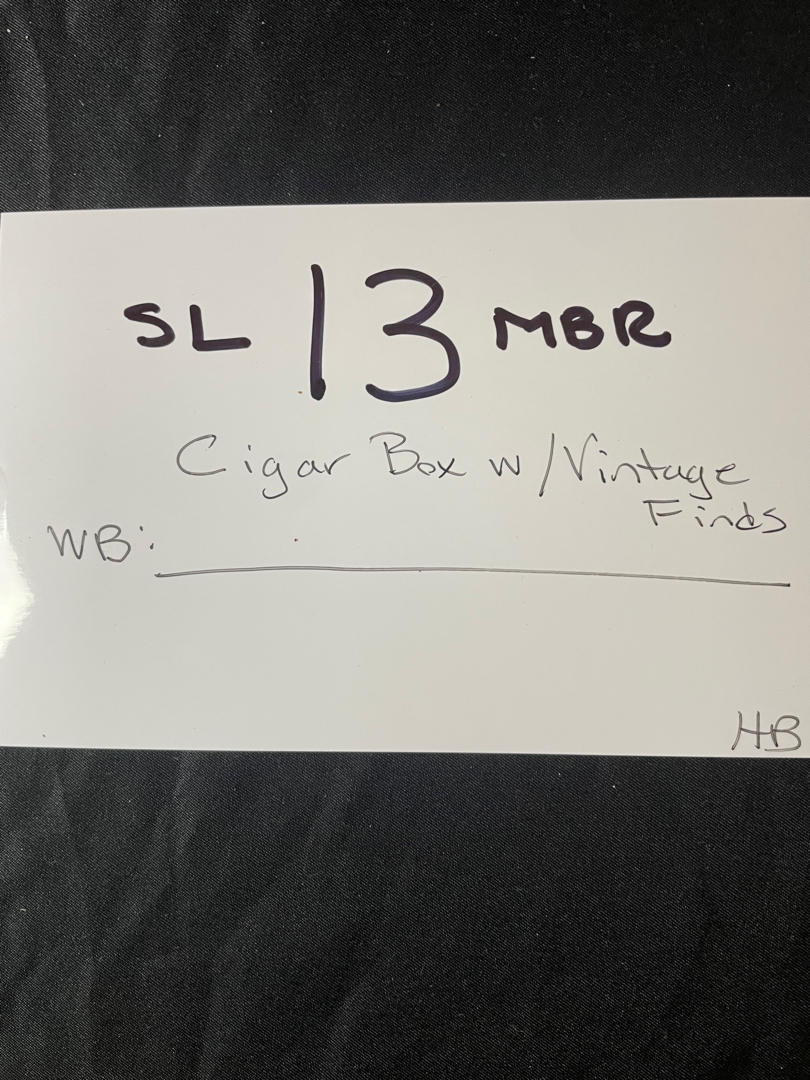 SL 13 MBR
Cigar Box w/Vintage
Finds
WB:
HB